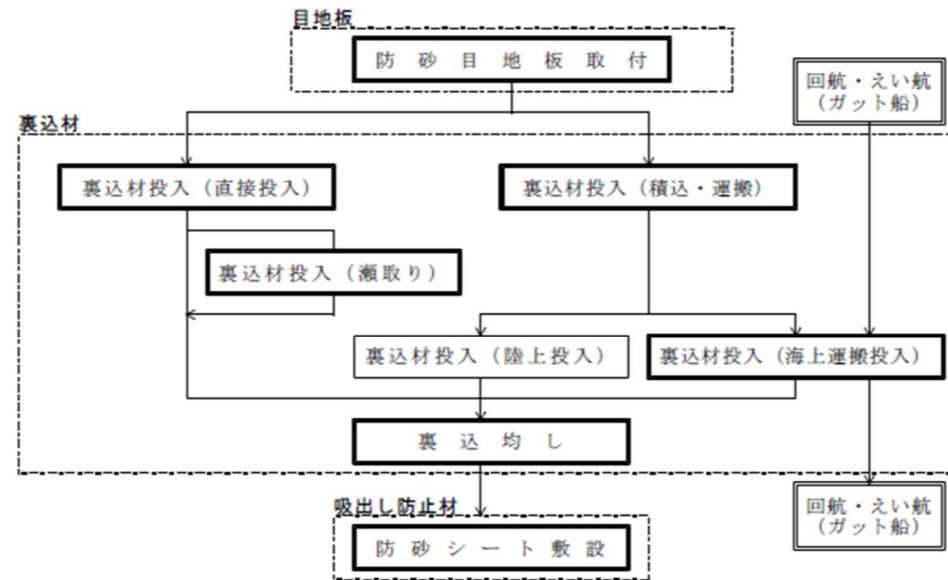 目地板
防砂目地板取付
回航・えい航
(ガット船)
裏込材
裏込材投入(直接投入)
裏込材投入(積込・運搬)
裏込材投入(瀬取り)
裏込材投入(陸上投入)
裏込材投入(海上運搬投入)
裏込均し
吸出し防止材
防砂シート敷設
回航・えい航
(ガット船)